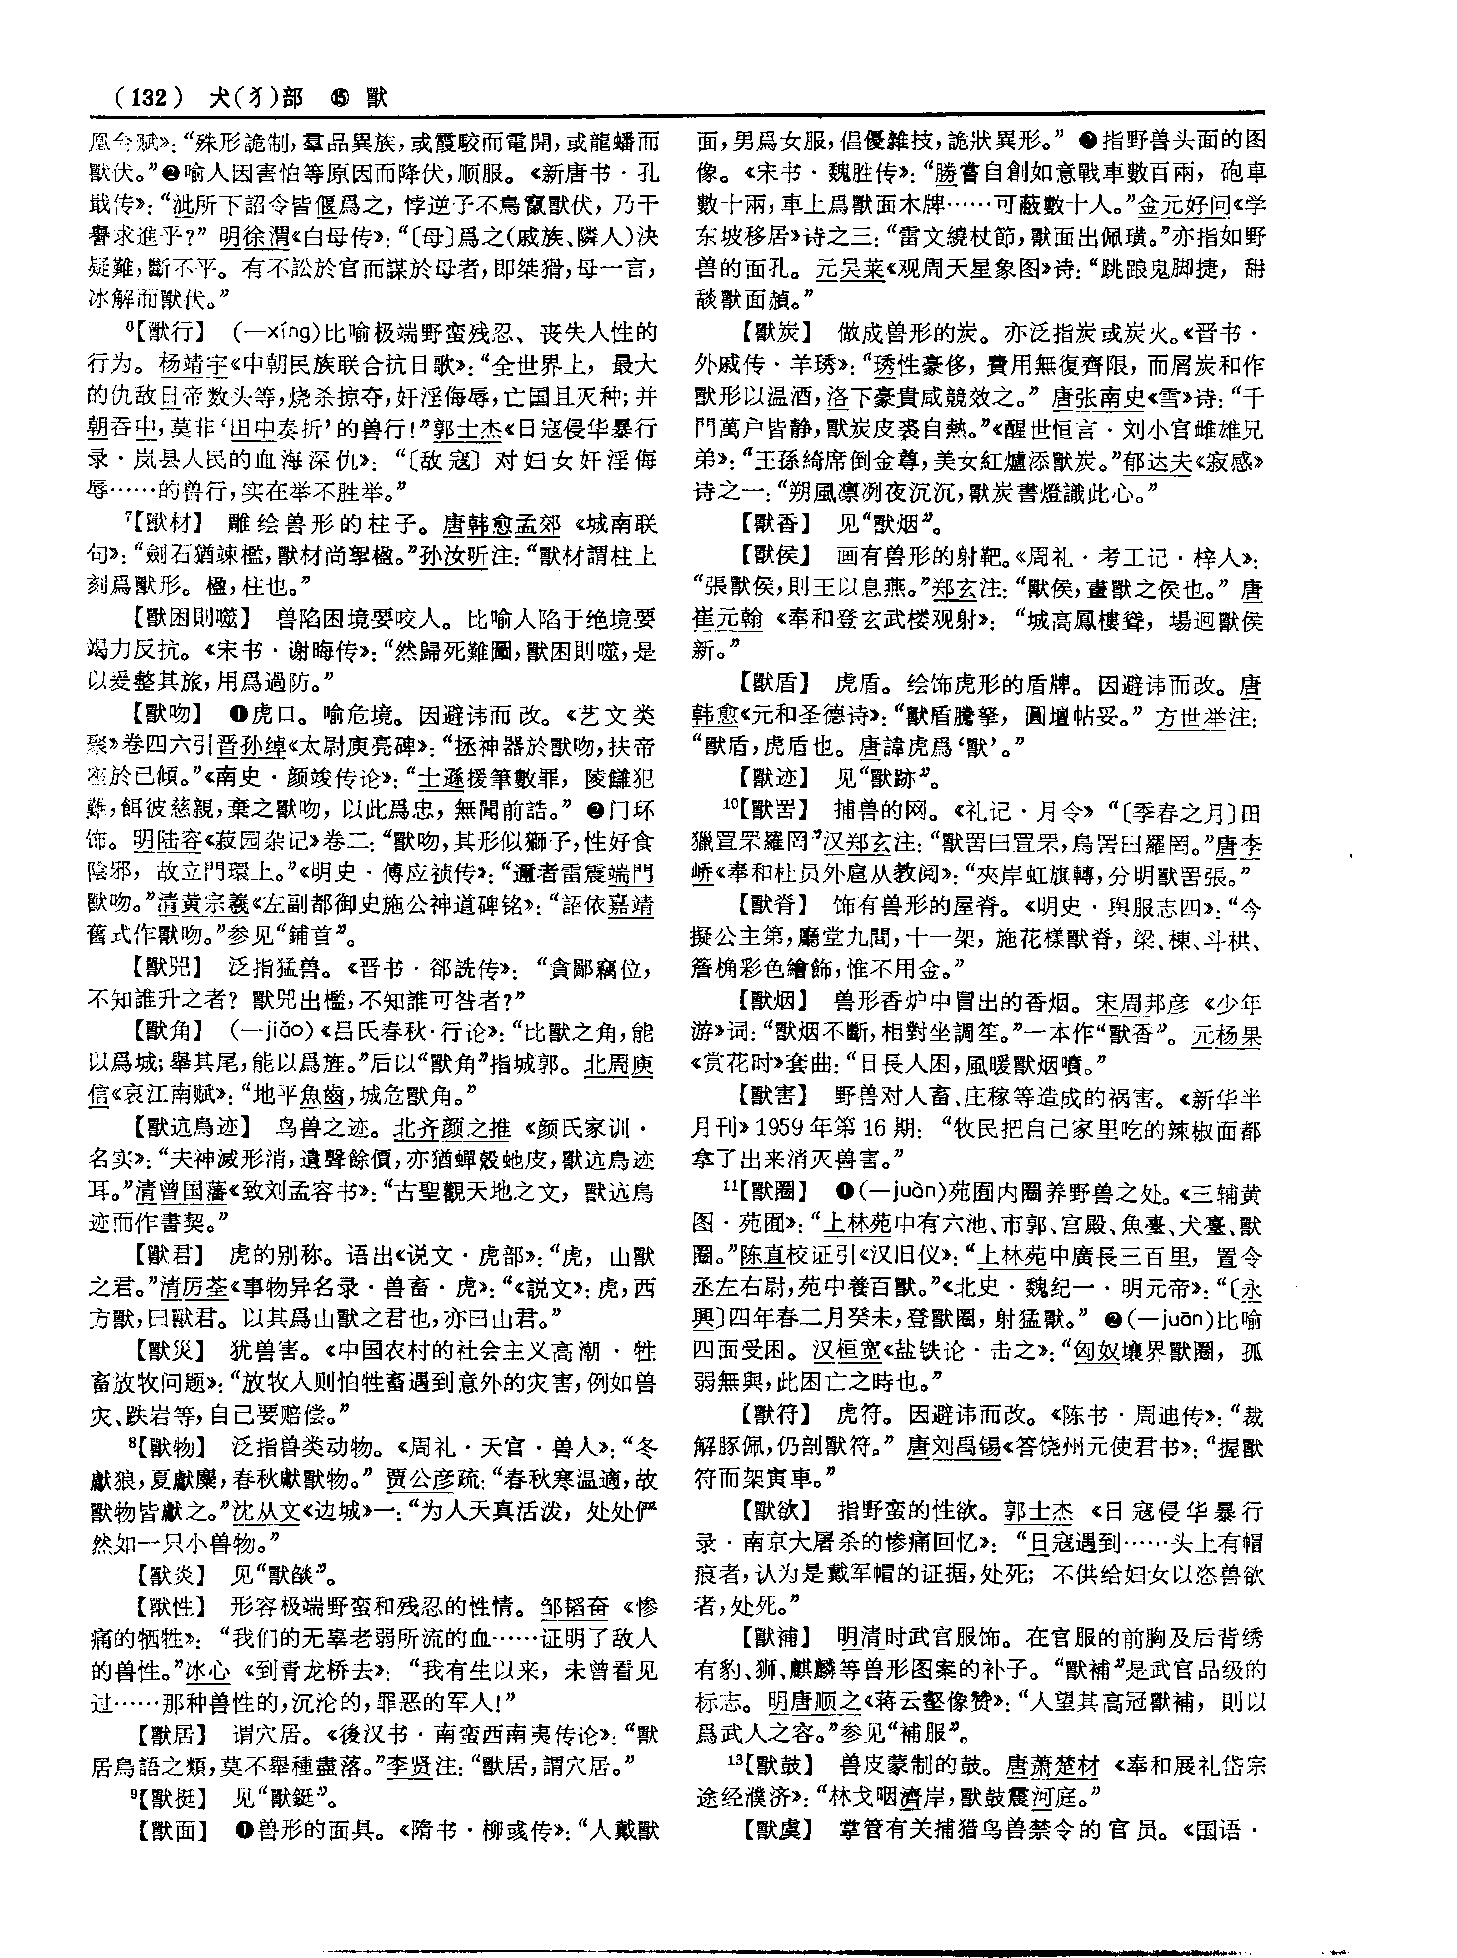 (132) 犬(犭)部 ⑮ 獸
凰台賦》：“殊形詭制，羣品異族，或霞駮而電開，或龍蟠而
獸伏。”❷喻人因害怕等原因而降伏，顺服。《新唐书·孔
戢传》：“泚所下詔令皆偃爲之，悖逆子不鳥竄獸伏，乃干
譽求進乎？” 明徐渭《白母传》：“〔母〕爲之(戚族、隣人)決
疑難，斷不平。有不訟於官而謀於母者，即桀猾，母一言，
冰解而獸伏。”
⁶【獸行】 (—xíng)比喻极端野蛮残忍、丧失人性的
行为。杨靖宇《中朝民族联合抗日歌》：“全世界上，最大
的仇敌日帝数头等，烧杀掠夺，奸淫侮辱，亡国且灭种；并
朝吞中，莫非‘田中奏折’的兽行！”郭士杰《日寇侵华暴行
录·岚县人民的血海深仇》：“〔敌寇〕对妇女奸淫侮
辱……的兽行，实在举不胜举。”
⁷【獸材】 雕绘兽形的柱子。唐韩愈孟郊《城南联
句》：“劍石猶竦檻，獸材尚拏楹。”孙汝听注：“獸材謂柱上
刻爲獸形。楹，柱也。”
【獸困則噬】 兽陷困境要咬人。比喻人陷于绝境要
竭力反抗。《宋书·谢晦传》：“然歸死難圖，獸困則噬，是
以爰整其旅，用爲過防。”
【獸吻】 ❶虎口。喻危境。因避讳而改。《艺文类
聚》卷四六引晋孙绰《太尉庾亮碑》：“拯神器於獸吻，扶帝
座於已傾。”《南史·颜竣传论》：“士遜援筆數罪，陵讎犯
難，餌彼慈親，棄之獸吻，以此爲忠，無聞前誥。” ❷门环
饰。明陆容《菽园杂记》卷二：“獸吻，其形似獅子，性好食
陰邪，故立門環上。”《明史·傅应祯传》：“邇者雷震端門
獸吻。”清黄宗羲《左副都御史施公神道碑铭》：“詔依嘉靖
舊式作獸吻。”参见“鋪首”。
【獸兕】 泛指猛兽。《晋书·郤詵传》：“貪鄙竊位，
不知誰升之者？獸兕出檻，不知誰可咎者？”
【獸角】 (—jiǎo)《吕氏春秋·行论》：“比獸之角，能
以爲城；舉其尾，能以爲旌。”后以“獸角”指城郭。北周庾
信《哀江南赋》：“地平魚齒，城危獸角。”
【獸迒鳥迹】 鸟兽之迹。北齐颜之推《颜氏家训·
名实》：“夫神滅形消，遺聲餘價，亦猶蟬殼虵皮，獸迒鳥迹
耳。”清曾国藩《致刘孟容书》：“古聖觀天地之文，獸迒鳥
迹而作書契。”
【獸君】 虎的别称。语出《说文·虎部》：“虎，山獸
之君。”清厉荃《事物异名录·兽畜·虎》：“《説文》：虎，西
方獸，曰獸君。以其爲山獸之君也，亦曰山君。”
【獸災】 犹兽害。《中国农村的社会主义高潮·牲
畜放牧问题》：“放牧人则怕牲畜遇到意外的灾害，例如兽
灾、跌岩等，自己要赔偿。”
⁸【獸物】 泛指兽类动物。《周礼·天官·兽人》：“冬
獻狼，夏獻麋，春秋獻獸物。” 贾公彦疏：“春秋寒温適，故
獸物皆獻之。”沈从文《边城》一：“为人天真活泼，处处俨
然如一只小兽物。”
【獸炎】 见“獸燄”。
【獸性】 形容极端野蛮和残忍的性情。邹韬奋《惨
痛的牺牲》：“我们的无辜老弱所流的血……证明了敌人
的兽性。”冰心《到青龙桥去》：“我有生以来，未曾看见
过……那种兽性的，沉沦的，罪恶的军人！”
【獸居】 谓穴居。《後汉书·南蛮西南夷传论》：“獸
居鳥語之類，莫不舉種盡落。”李贤注：“獸居，謂穴居。”
⁹【獸挺】 见“獸鋌”。
【獸面】 ❶兽形的面具。《隋书·柳彧传》：“人戴獸
面，男爲女服，倡優雜技，詭狀異形。” ❷指野兽头面的图
像。《宋书·魏胜传》：“勝嘗自創如意戰車數百兩，砲車
數十兩，車上爲獸面木牌……可蔽數十人。”金元好问《学
东坡移居》诗之三：“雷文繞杖節，獸面出佩璜。”亦指如野
兽的面孔。元吴莱《观周天星象图》诗：“跳踉鬼脚捷，甜
餤獸面頳。”
【獸炭】 做成兽形的炭。亦泛指炭或炭火。《晋书·
外戚传·羊琇》：“琇性豪侈，費用無復齊限，而屑炭和作
獸形以温酒，洛下豪貴咸競效之。” 唐张南史《雪》诗：“千
門萬户皆静，獸炭皮裘自熱。”《醒世恒言·刘小官雌雄兄
弟》：“王孫綺席倒金尊，美女紅爐添獸炭。”郁达夫《寂感》
诗之一：“朔風凛冽夜沉沉，獸炭書燈識此心。”
【獸香】 见“獸烟”。
【獸侯】 画有兽形的射靶。《周礼·考工记·梓人》：
“張獸侯，則王以息燕。”郑玄注：“獸侯，畫獸之侯也。” 唐
崔元翰《奉和登玄武楼观射》：“城高鳳樓聳，場迥獸侯
新。”
【獸盾】 虎盾。绘饰虎形的盾牌。因避讳而改。唐
韩愈《元和圣德诗》：“獸盾騰拏，圓壇帖妥。” 方世举注：
“獸盾，虎盾也。唐諱虎爲‘獸’。”
【獸迹】 见“獸跡”。
¹⁰【獸罟】 捕兽的网。《礼记·月令》“〔季春之月〕田
獵罝罘羅罔”汉郑玄注：“獸罟曰罝罘，鳥罟曰羅罔。”唐李
峤《奉和杜员外扈从教阅》：“夾岸虹旗轉，分明獸罟張。”
【獸脊】 饰有兽形的屋脊。《明史·舆服志四》：“今
擬公主第，廳堂九間，十一架，施花樣獸脊，梁、棟、斗栱、
簷桷彩色繪飾，惟不用金。”
【獸烟】 兽形香炉中冒出的香烟。宋周邦彦《少年
游》词：“獸烟不斷，相對坐調笙。”一本作“獸香”。元杨果
《赏花时》套曲：“日長人困，風暖獸烟噴。”
【獸害】 野兽对人畜、庄稼等造成的祸害。《新华半
月刊》1959年第16期：“牧民把自己家里吃的辣椒面都
拿了出来消灭兽害。”
¹¹【獸圈】 ❶(—juàn)苑囿内圈养野兽之处。《三辅黄
图·苑囿》：“上林苑中有六池、市郭、宫殿、魚臺、犬臺、獸
圈。”陈直校证引《汉旧仪》：“上林苑中廣長三百里，置令
丞左右尉，苑中養百獸。”《北史·魏纪一·明元帝》：“〔永
興〕四年春二月癸未，登獸圈，射猛獸。” ❷(—juān)比喻
四面受困。汉桓宽《盐铁论·击之》：“匈奴壤界獸圈，孤
弱無與，此困亡之時也。”
【獸符】 虎符。因避讳而改。《陈书·周迪传》：“裁
解豚佩，仍剖獸符。” 唐刘禹锡《答饶州元使君书》：“握獸
符而架寅車。”
【獸欲】 指野蛮的性欲。郭士杰《日寇侵华暴行
录·南京大屠杀的惨痛回忆》：“日寇遇到……头上有帽
痕者，认为是戴军帽的证据，处死；不供给妇女以恣兽欲
者，处死。”
【獸補】 明清时武官服饰。在官服的前胸及后背绣
有豹、狮、麒麟等兽形图案的补子。“獸補”是武官品级的
标志。明唐顺之《蒋云壑像赞》：“人望其高冠獸補，則以
爲武人之容。”参见“補服”。
¹³【獸鼓】 兽皮蒙制的鼓。唐萧楚材《奉和展礼岱宗
途经濮济》：“林戈咽濟岸，獸鼓震河庭。”
【獸虞】 掌管有关捕猎鸟兽禁令的官员。《国语·